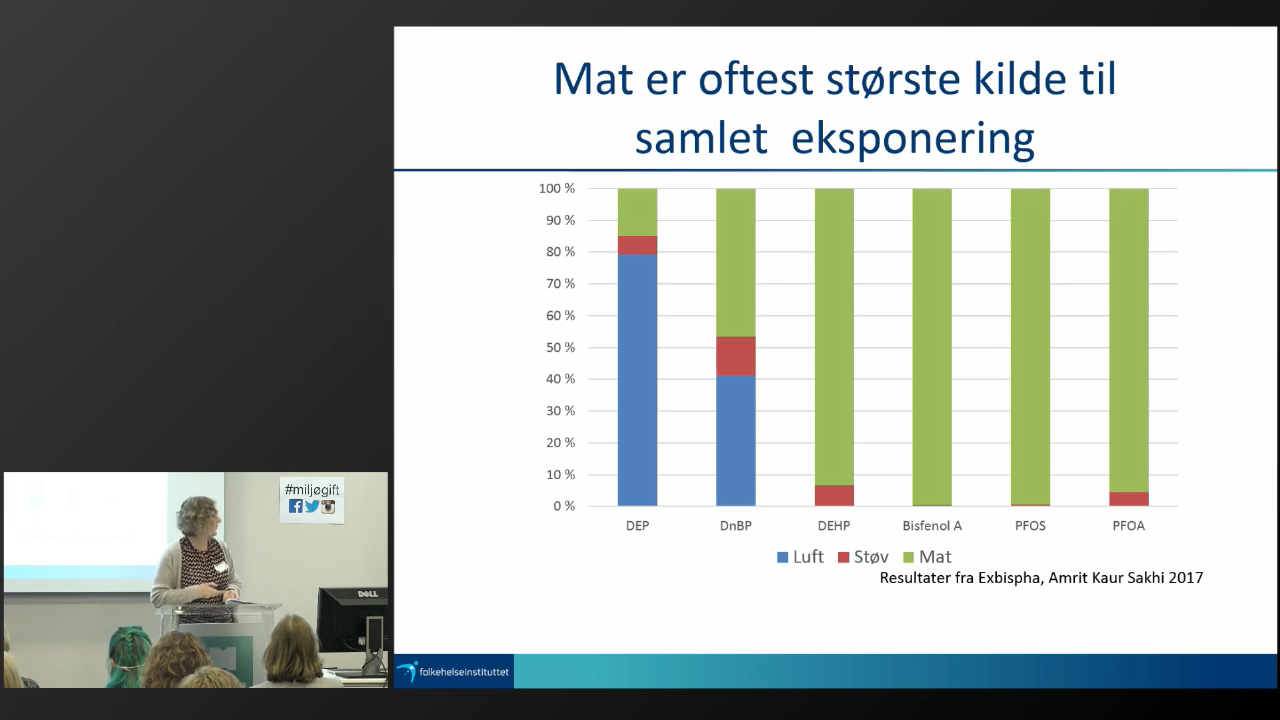 Mat er oftest største kilde til
samlet eksponering
100 %
90 %
80 %
70 %
60 %
50 %
40 %
30 %
20 %
10 %
0 %
DEP DnBP DEHP Bisfenol A PFOS PFOA
Luft Støv Mat
Resultater fra Exbispha, Amrit Kaur Sakhi 2017
folkehelseinstituttet
#miljøgift
DELL